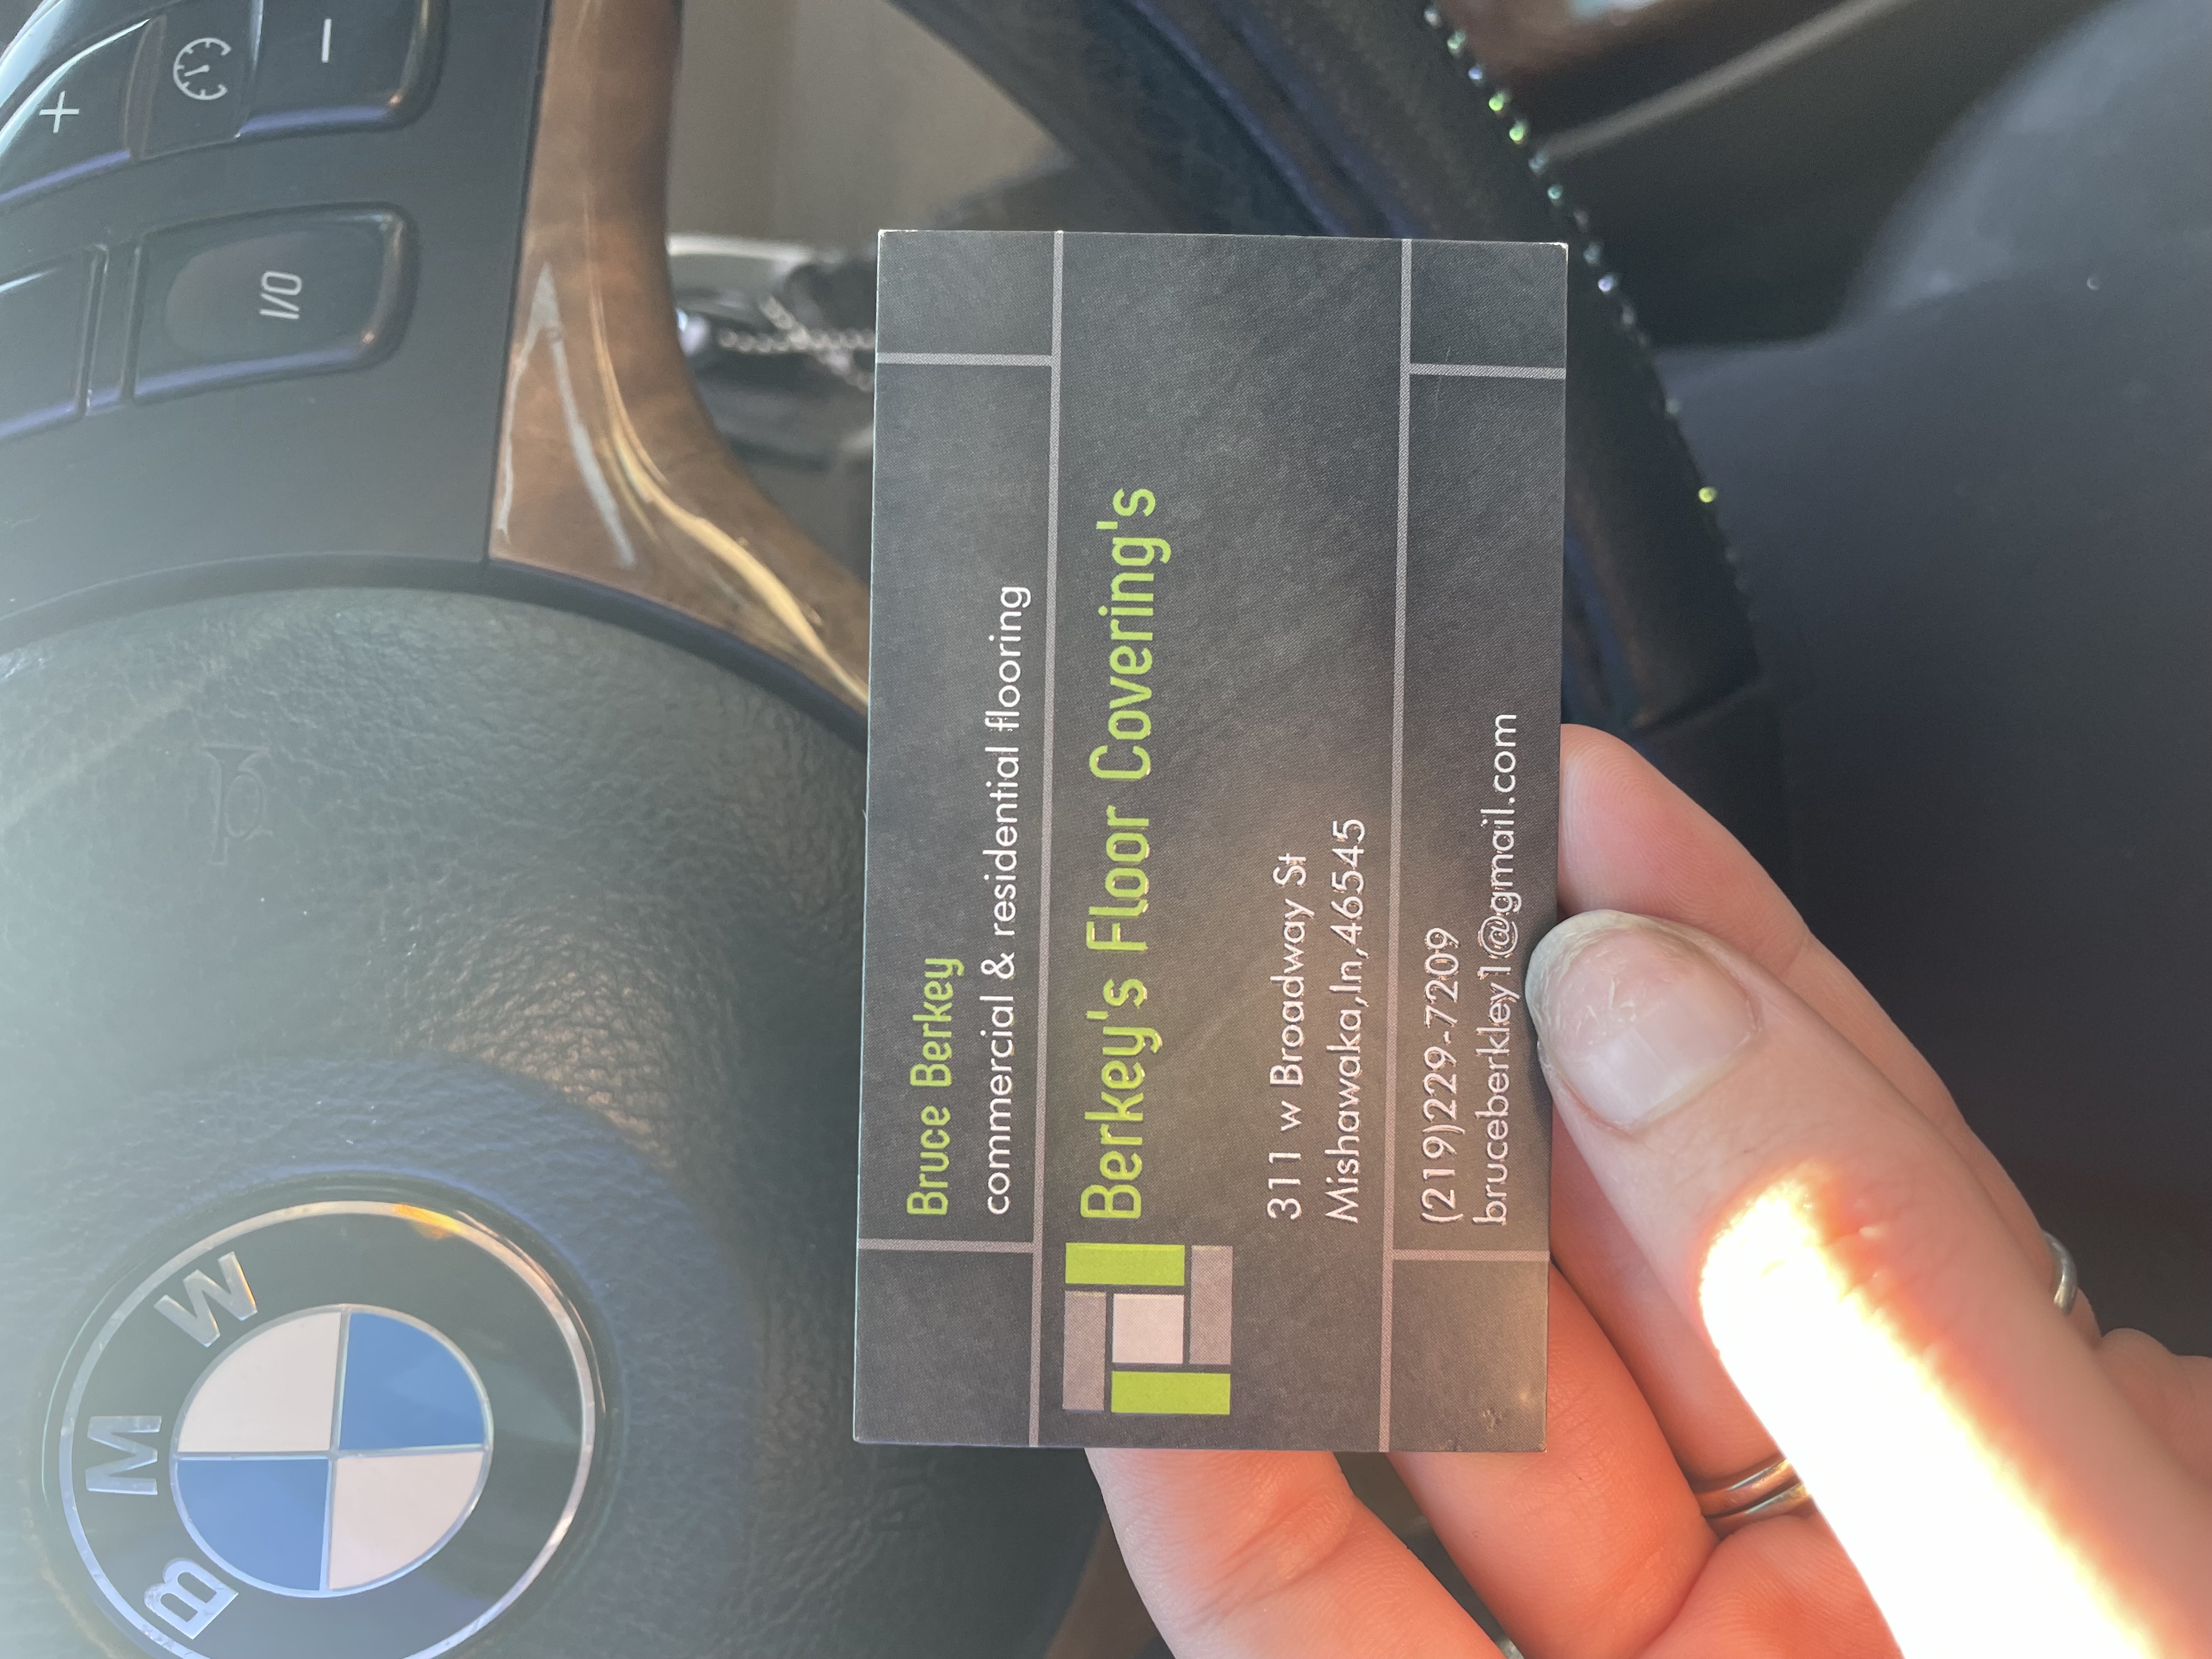 Bruce Berkey
commercial & residential flooring
Berkey's Floor Covering's
311 w Broadway St
Mishawaka,In,46545
(219)229-7209
bruceberkley1@gmail.com
BMW
+
−
I/O